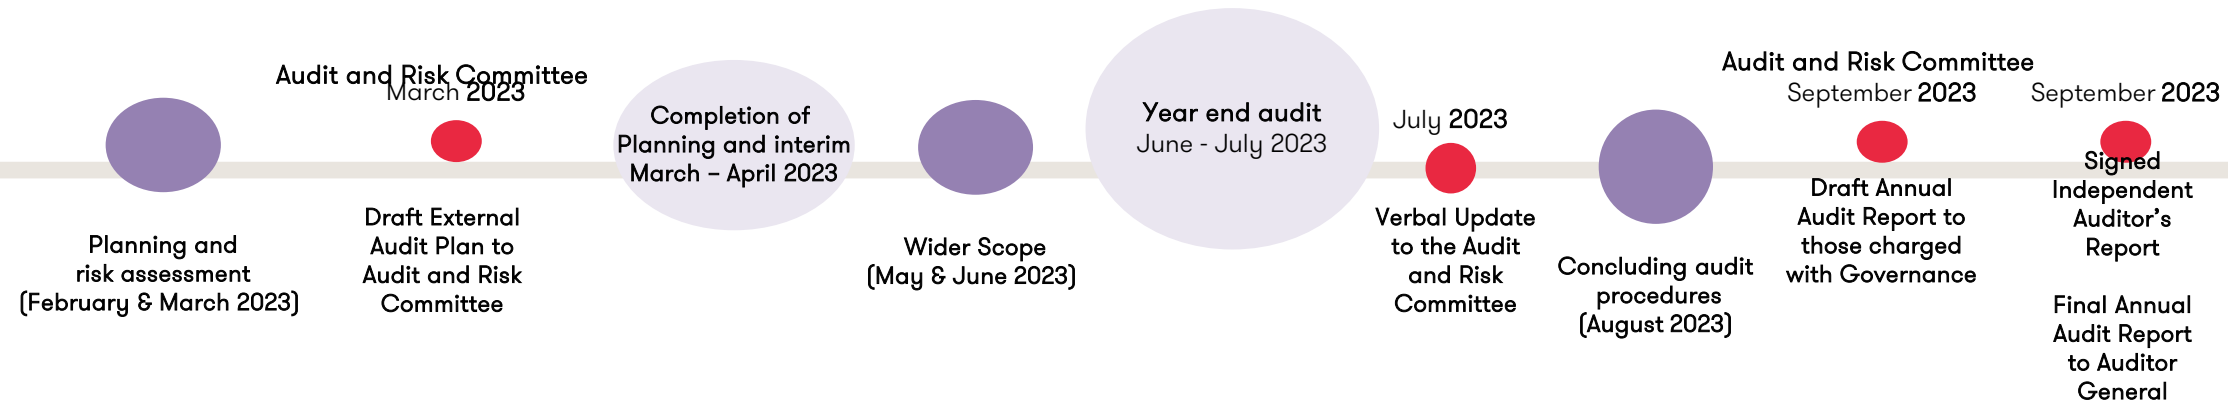 Planning and
risk assessment
(February & March 2023)
Audit and Risk Committee
March 2023
Draft External
Audit Plan to
Audit and Risk
Committee
Completion of
Planning and interim
March – April 2023
Wider Scope
(May & June 2023)
Year end audit
June - July 2023
July 2023
Verbal Update
to the Audit
and Risk
Committee
Concluding audit
procedures
(August 2023)
Audit and Risk Committee
September 2023
Draft Annual
Audit Report to
those charged
with Governance
September 2023
Signed
Independent
Auditor’s
Report
Final Annual
Audit Report
to Auditor
General